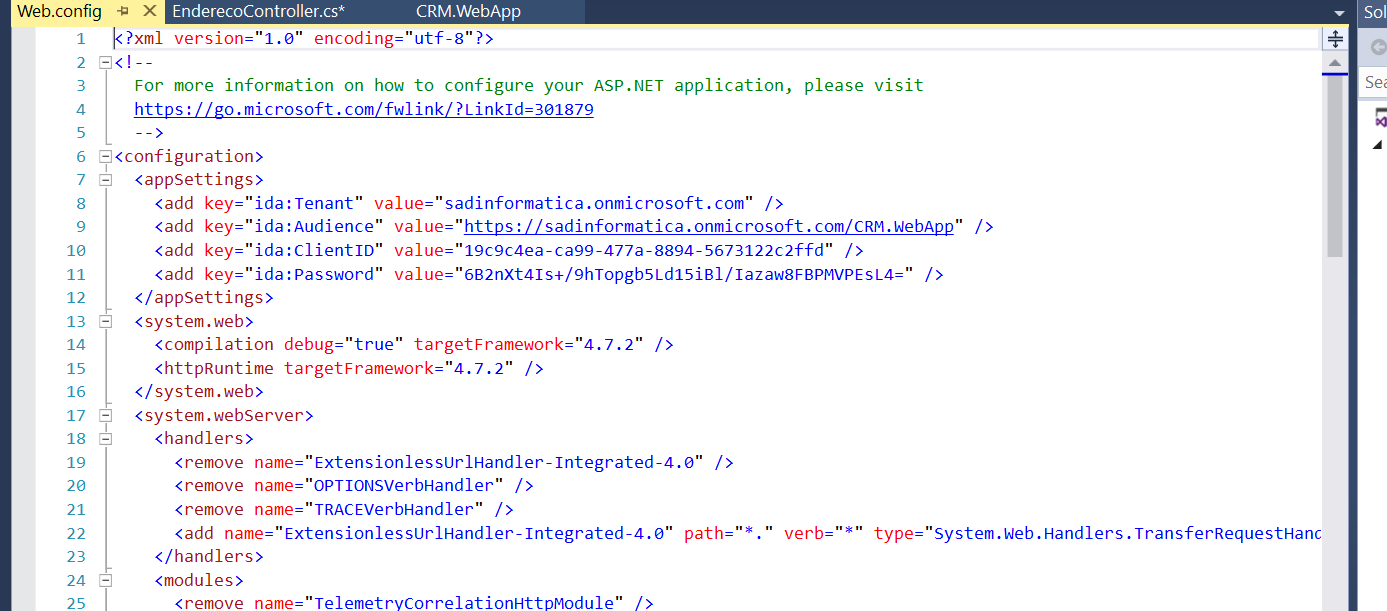 Web.config EnderecoController.cs* CRM.WebApp Sol
1 <?xml version="1.0" encoding="utf-8"?>
2 <!--
3 For more information on how to configure your ASP.NET application, please visit
4 https://go.microsoft.com/fwlink/?LinkId=301879
5 -->
6 <configuration>
7 <appSettings>
8 <add key="ida:Tenant" value="sadinformatica.onmicrosoft.com" />
9 <add key="ida:Audience" value="https://sadinformatica.onmicrosoft.com/CRM.WebApp" />
10 <add key="ida:ClientID" value="19c9c4ea-ca99-477a-8894-5673122c2ffd" />
11 <add key="ida:Password" value="6B2nXt4Is+/9hTopgb5Ld15iBl/Iazaw8FBPMVPEsL4=" />
12 </appSettings>
13 <system.web>
14 <compilation debug="true" targetFramework="4.7.2" />
15 <httpRuntime targetFramework="4.7.2" />
16 </system.web>
17 <system.webServer>
18 <handlers>
19 <remove name="ExtensionlessUrlHandler-Integrated-4.0" />
20 <remove name="OPTIONSVerbHandler" />
21 <remove name="TRACEVerbHandler" />
22 <add name="ExtensionlessUrlHandler-Integrated-4.0" path="*." verb="*" type="System.Web.Handlers.TransferRequestHand
23 </handlers>
24 <modules>
25 <remove name="TelemetryCorrelationHttpModule" />
Sea